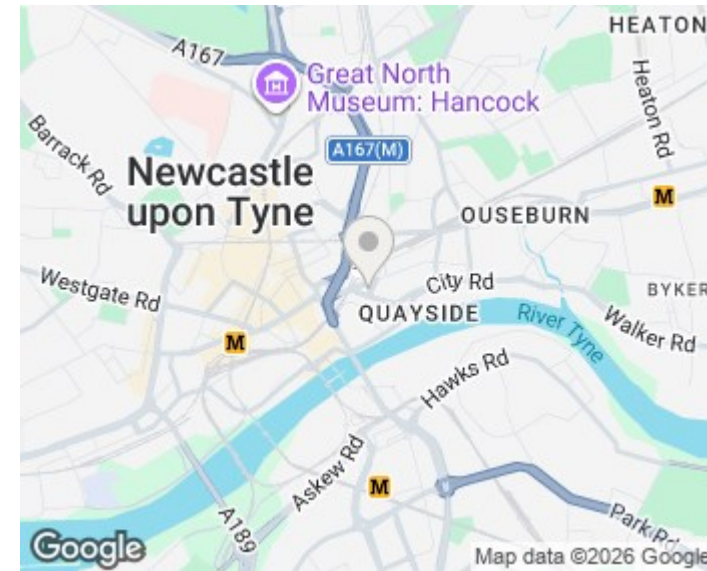 HEATON
A167
Great North
Museum: Hancock
Heaton Rd
Barrack Rd
A167(M)
Newcastle
upon Tyne
M
OUSEBURN
Westgate Rd
City Rd
BYKER
QUAYSIDE
River Tyne
Walker Rd
M
Hawks Rd
Askew Rd
M
A189
Park Rd
Google
Map data ©2026 Google